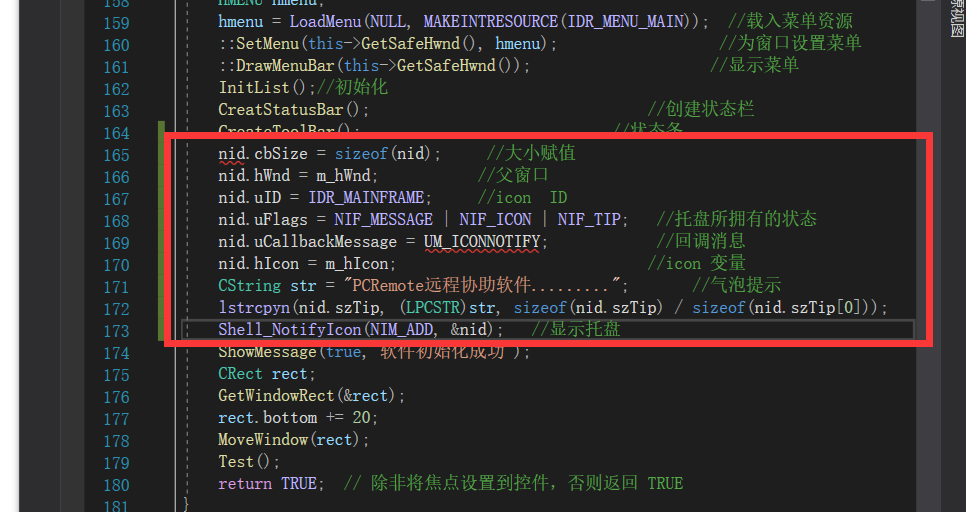 158 HMENU hmenu;
159 hmenu = LoadMenu(NULL, MAKEINTRESOURCE(IDR_MENU_MAIN)); //载入菜单资源
160 ::SetMenu(this->GetSafeHwnd(), hmenu); //为窗口设置菜单
161 ::DrawMenuBar(this->GetSafeHwnd()); //显示菜单
162 InitList();//初始化
163 CreatStatusBar(); //创建状态栏
164 CreateToolBar(); //状态条
165 nid.cbSize = sizeof(nid); //大小赋值
166 nid.hWnd = m_hWnd; //父窗口
167 nid.uID = IDR_MAINFRAME; //icon ID
168 nid.uFlags = NIF_MESSAGE | NIF_ICON | NIF_TIP; //托盘所拥有的状态
169 nid.uCallbackMessage = UM_ICONNOTIFY; //回调消息
170 nid.hIcon = m_hIcon; //icon 变量
171 CString str = "PCRemote远程协助软件........."; //气泡提示
172 lstrcpyn(nid.szTip, (LPCSTR)str, sizeof(nid.szTip) / sizeof(nid.szTip[0]));
173 Shell_NotifyIcon(NIM_ADD, &nid); //显示托盘
174 ShowMessage(true, "软件初始化成功");
175 CRect rect;
176 GetWindowRect(&rect);
177 rect.bottom += 20;
178 MoveWindow(rect);
179 Test();
180 return TRUE; // 除非将焦点设置到控件，否则返回 TRUE
181 }